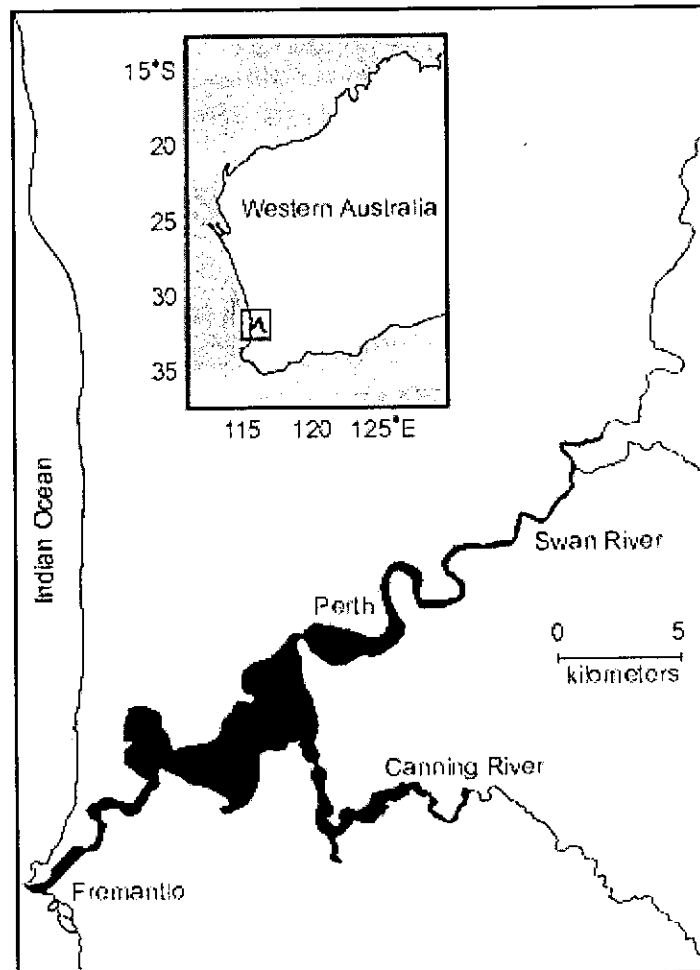 15°S
20
Western Australia
25
30
35
115 120 125°E
Indian Ocean
Swan River
Perth
0 5
kilometers
Canning River
Fremantle